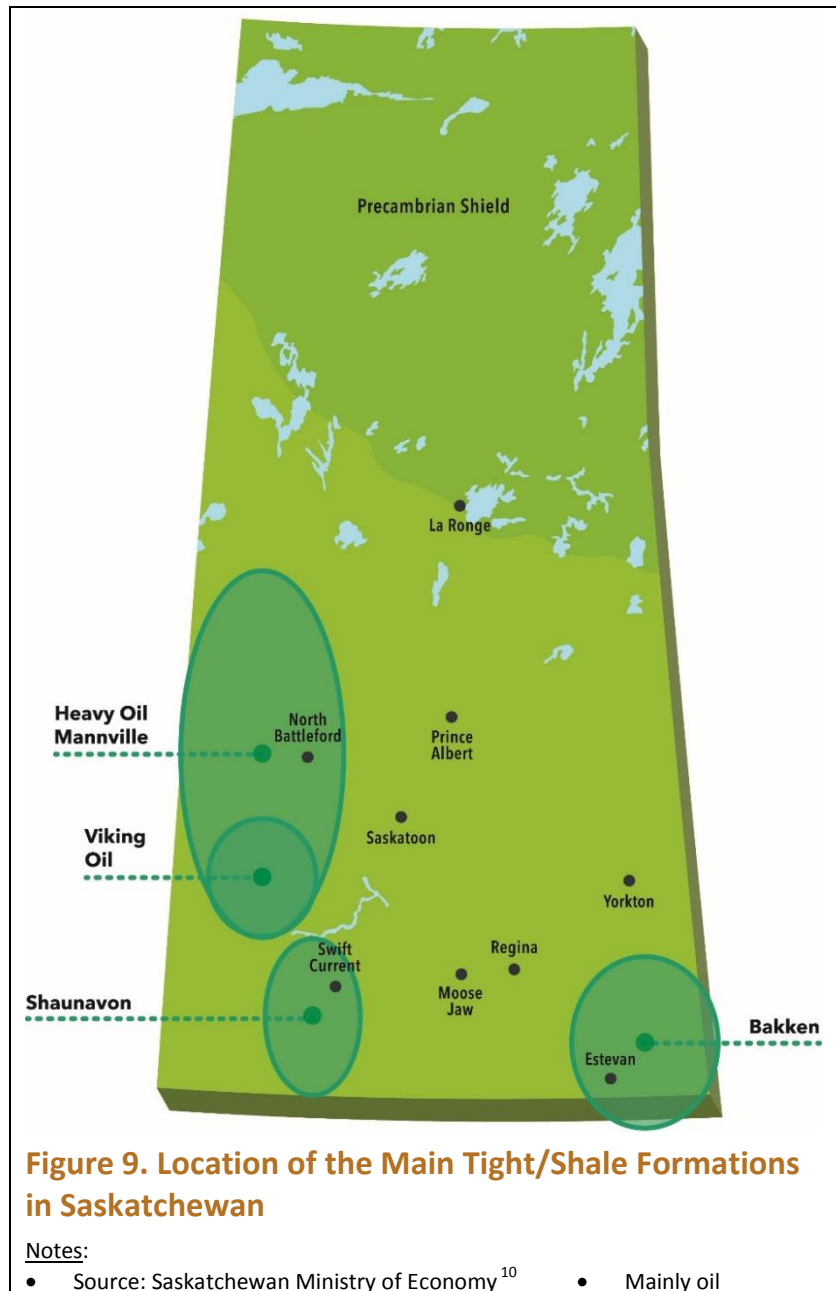 Precambrian Shield
La Ronge
Heavy Oil
Mannville
North
Battleford
Prince
Albert
Viking
Oil
Saskatoon
Yorkton
Swift
Current
Regina
Moose
Jaw
Shaunavon
Bakken
Estevan
Figure 9. Location of the Main Tight/Shale Formations
in Saskatchewan
Notes:
• Source: Saskatchewan Ministry of Economy 10 • Mainly oil